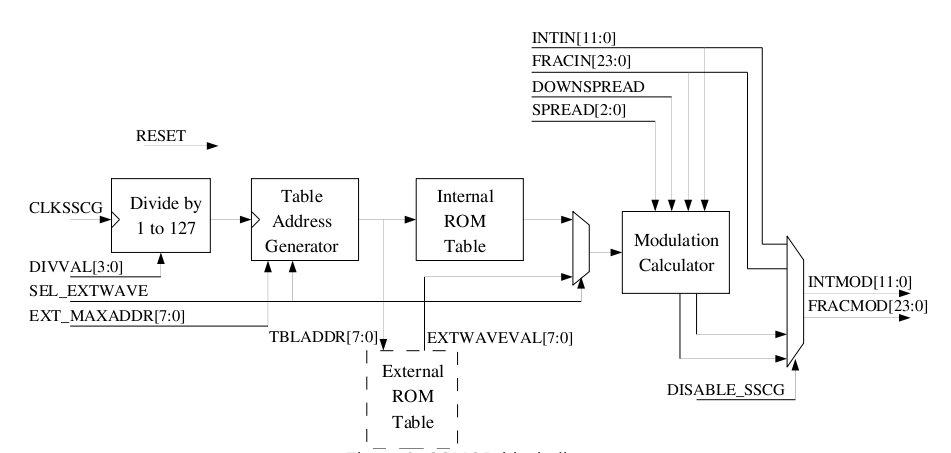 INTIN[11:0]
FRACIN[23:0]
DOWNSPREAD
SPREAD[2:0]
RESET
CLKSSCG
Divide by
1 to 127
Table
Address
Generator
Internal
ROM
Table
Modulation
Calculator
DIVVAL[3:0]
SEL_EXTWAVE
EXT_MAXADDR[7:0]
INTMOD[11:0]
FRACMOD[23:0]
TBLADDR[7:0]
EXTWAVEVAL[7:0]
External
ROM
Table
DISABLE_SSCG